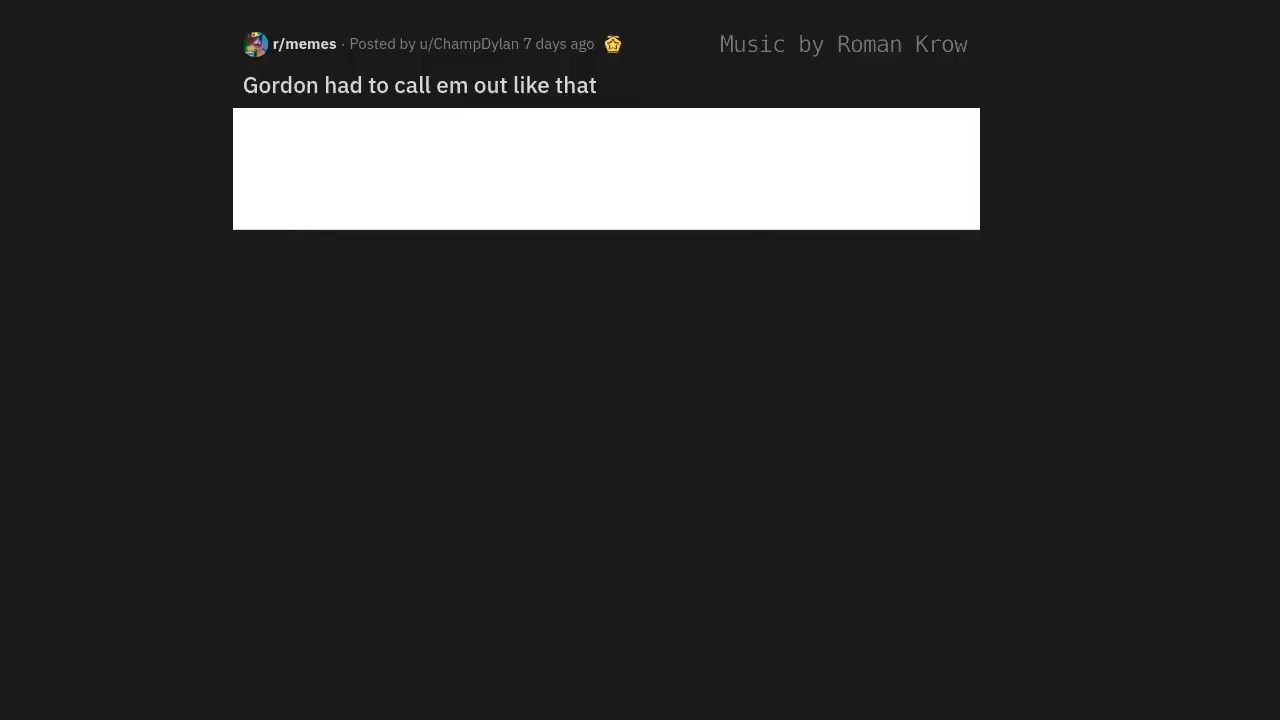 r/memes · Posted by u/ChampDylan 7 days ago
Music by Roman Krow
Gordon had to call em out like that